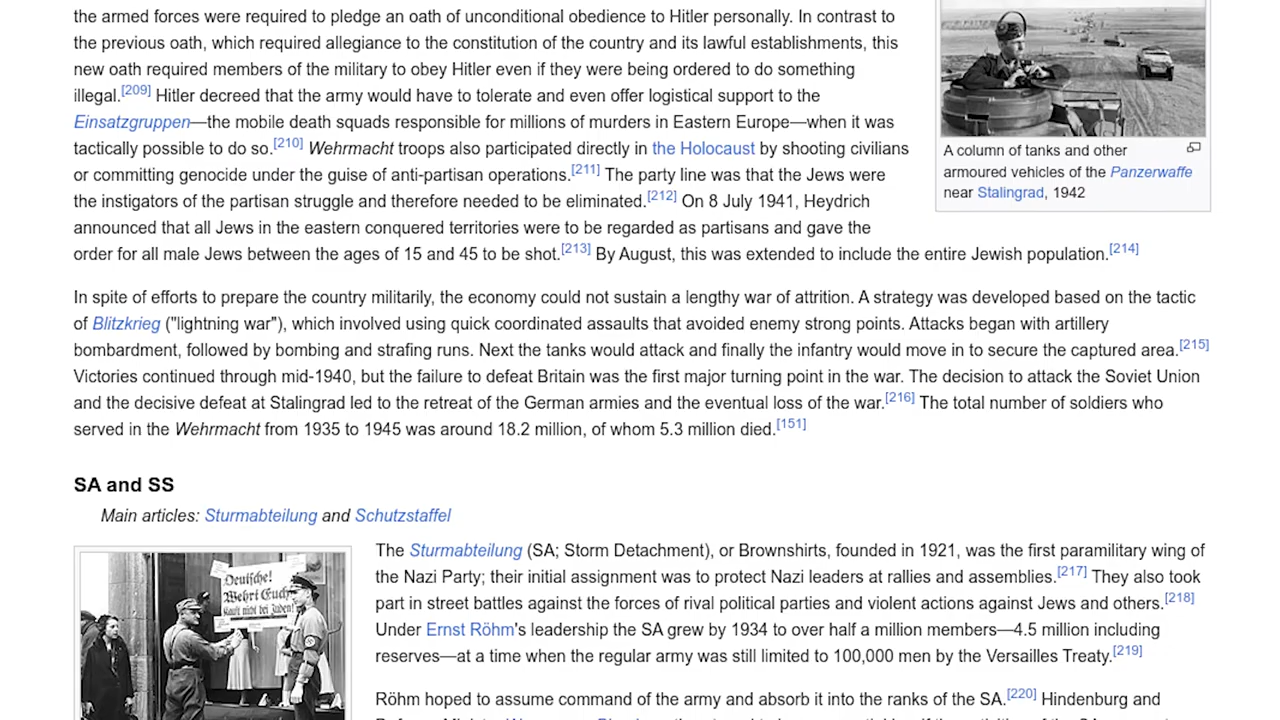 the armed forces were required to pledge an oath of unconditional obedience to Hitler personally. In contrast to
the previous oath, which required allegiance to the constitution of the country and its lawful establishments, this
new oath required members of the military to obey Hitler even if they were being ordered to do something
illegal.[209] Hitler decreed that the army would have to tolerate and even offer logistical support to the
Einsatzgruppen—the mobile death squads responsible for millions of murders in Eastern Europe—when it was
tactically possible to do so.[210] Wehrmacht troops also participated directly in the Holocaust by shooting civilians
or committing genocide under the guise of anti-partisan operations.[211] The party line was that the Jews were
the instigators of the partisan struggle and therefore needed to be eliminated.[212] On 8 July 1941, Heydrich
announced that all Jews in the eastern conquered territories were to be regarded as partisans and gave the
order for all male Jews between the ages of 15 and 45 to be shot.[213] By August, this was extended to include the entire Jewish population.[214]
A column of tanks and other
armoured vehicles of the Panzerwaffe
near Stalingrad, 1942
In spite of efforts to prepare the country militarily, the economy could not sustain a lengthy war of attrition. A strategy was developed based on the tactic
of Blitzkrieg ("lightning war"), which involved using quick coordinated assaults that avoided enemy strong points. Attacks began with artillery
bombardment, followed by bombing and strafing runs. Next the tanks would attack and finally the infantry would move in to secure the captured area.[215]
Victories continued through mid-1940, but the failure to defeat Britain was the first major turning point in the war. The decision to attack the Soviet Union
and the decisive defeat at Stalingrad led to the retreat of the German armies and the eventual loss of the war.[216] The total number of soldiers who
served in the Wehrmacht from 1935 to 1945 was around 18.2 million, of whom 5.3 million died.[151]
SA and SS
Main articles: Sturmabteilung and Schutzstaffel
Deutsche!
Wehrt Euch!
Kauft nicht bei Juden!
The Sturmabteilung (SA; Storm Detachment), or Brownshirts, founded in 1921, was the first paramilitary wing of
the Nazi Party; their initial assignment was to protect Nazi leaders at rallies and assemblies.[217] They also took
part in street battles against the forces of rival political parties and violent actions against Jews and others.[218]
Under Ernst Röhm's leadership the SA grew by 1934 to over half a million members—4.5 million including
reserves—at a time when the regular army was still limited to 100,000 men by the Versailles Treaty.[219]
Röhm hoped to assume command of the army and absorb it into the ranks of the SA.[220] Hindenburg and